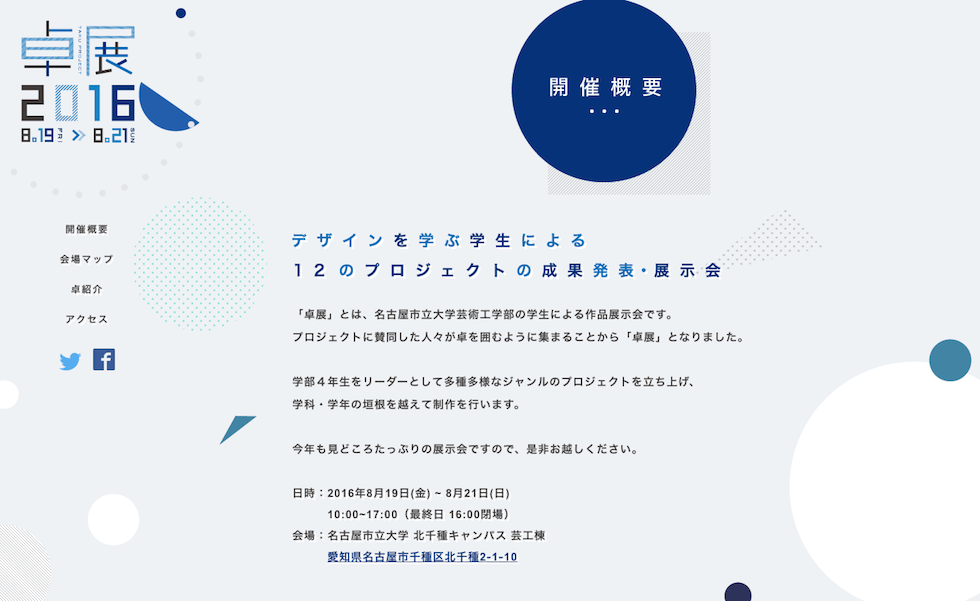 卓展
TAKU PROJECT
2016
8.19 FRI >> 8.21 SUN
開催概要
開催概要
会場マップ
卓紹介
アクセス
デザインを学ぶ学生による
12のプロジェクトの成果発表・展示会
「卓展」とは、名古屋市立大学芸術工学部の学生による作品展示会です。
プロジェクトに賛同した人々が卓を囲むように集まることから「卓展」となりました。
学部４年生をリーダーとして多種多様なジャンルのプロジェクトを立ち上げ、
学科・学年の垣根を越えて制作を行います。
今年も見どころたっぷりの展示会ですので、是非お越しください。
日時：2016年8月19日(金) ~ 8月21日(日)
10:00~17:00（最終日 16:00閉場）
会場：名古屋市立大学 北千種キャンパス 芸工棟
愛知県名古屋市千種区北千種2-1-10